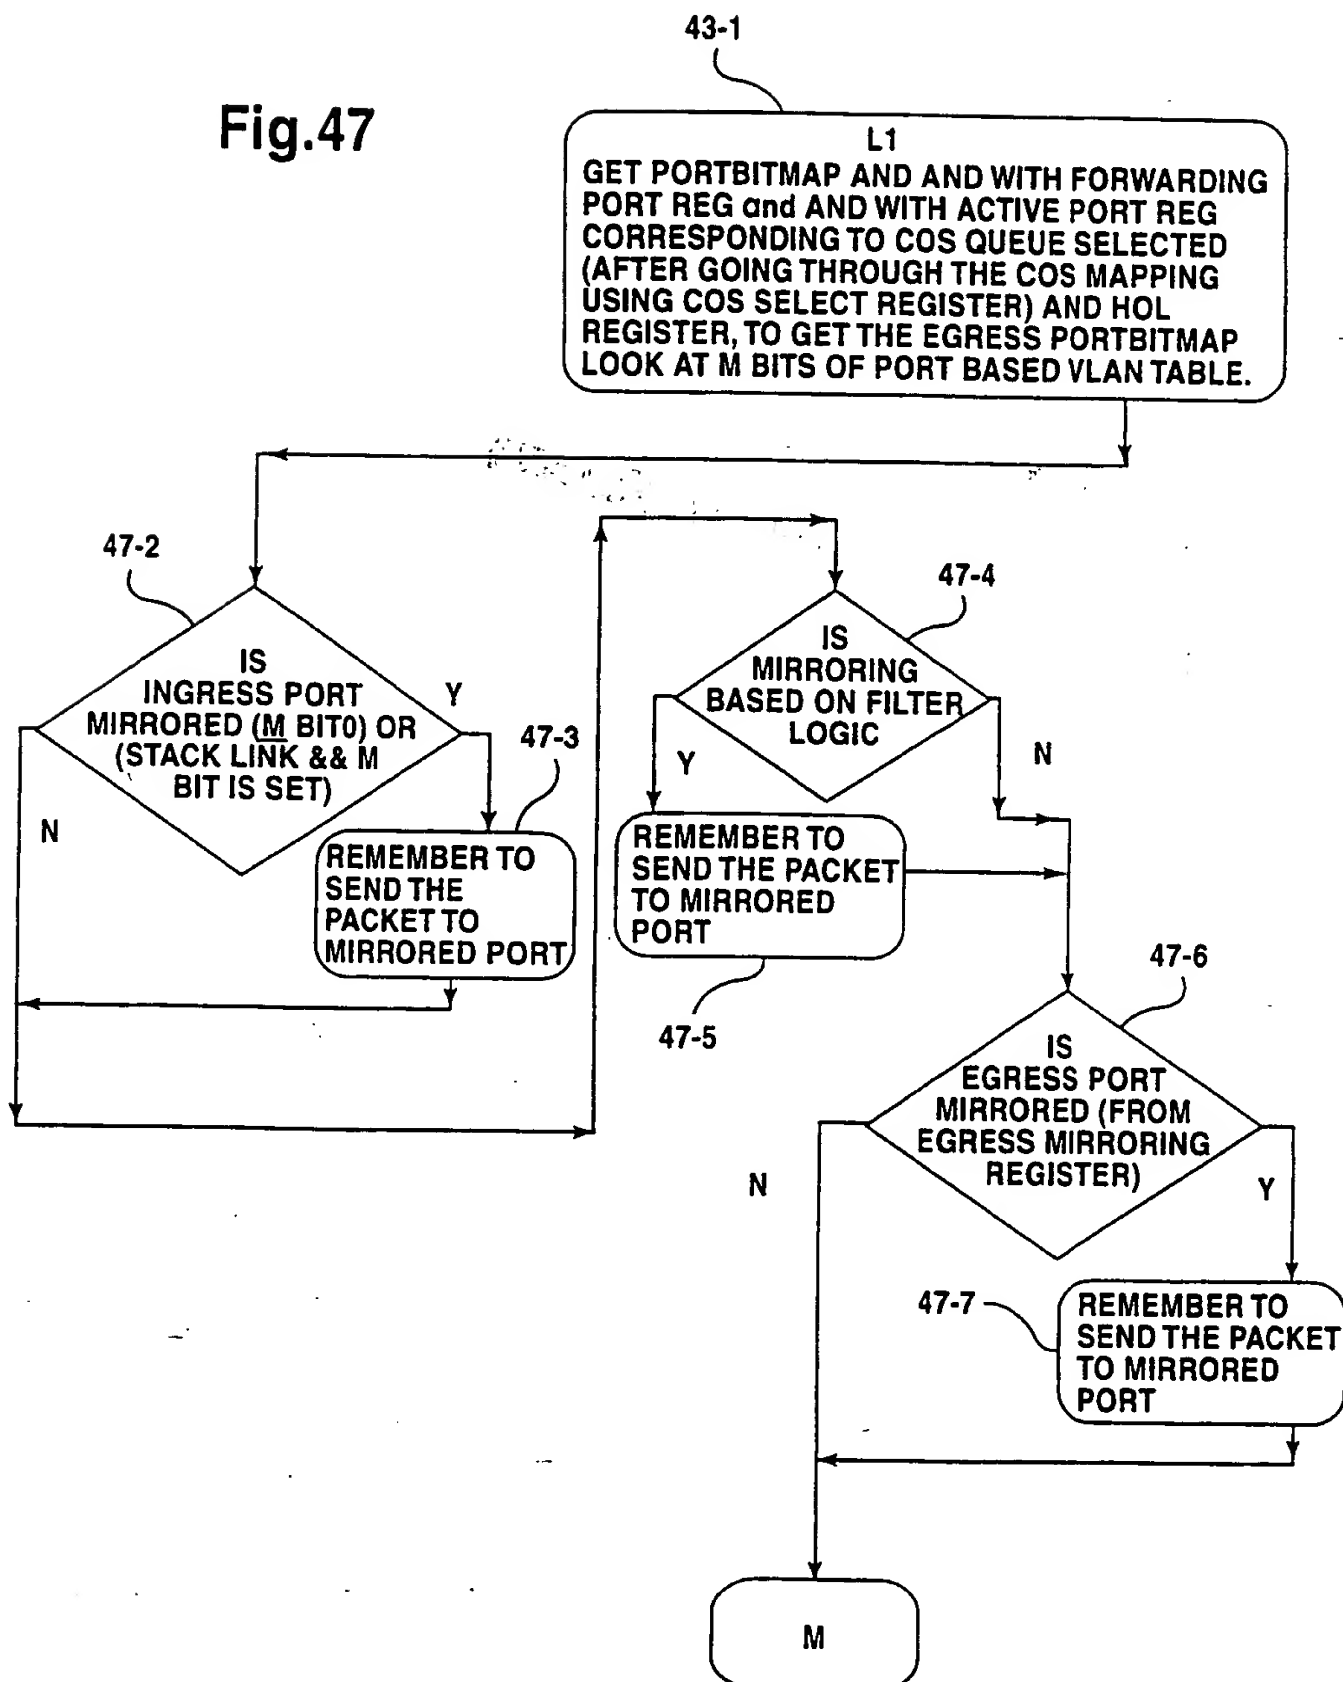 43-1
Fig.47
L1
GET PORTBITMAP AND AND WITH FORWARDING
PORT REG and AND WITH ACTIVE PORT REG
CORRESPONDING TO COS QUEUE SELECTED
(AFTER GOING THROUGH THE COS MAPPING
USING COS SELECT REGISTER) AND HOL
REGISTER, TO GET THE EGRESS PORTBITMAP
LOOK AT M BITS OF PORT BASED VLAN TABLE.
47-2
IS
INGRESS PORT
MIRRORED (M BIT0) OR
(STACK LINK && M
BIT IS SET)
Y
N
47-3
REMEMBER TO
SEND THE
PACKET TO
MIRRORED PORT
47-4
IS
MIRRORING
BASED ON FILTER
LOGIC
Y
N
REMEMBER TO
SEND THE PACKET
TO MIRRORED
PORT
47-5
47-6
IS
EGRESS PORT
MIRRORED (FROM
EGRESS MIRRORING
REGISTER)
N
Y
47-7
REMEMBER TO
SEND THE PACKET
TO MIRRORED
PORT
M